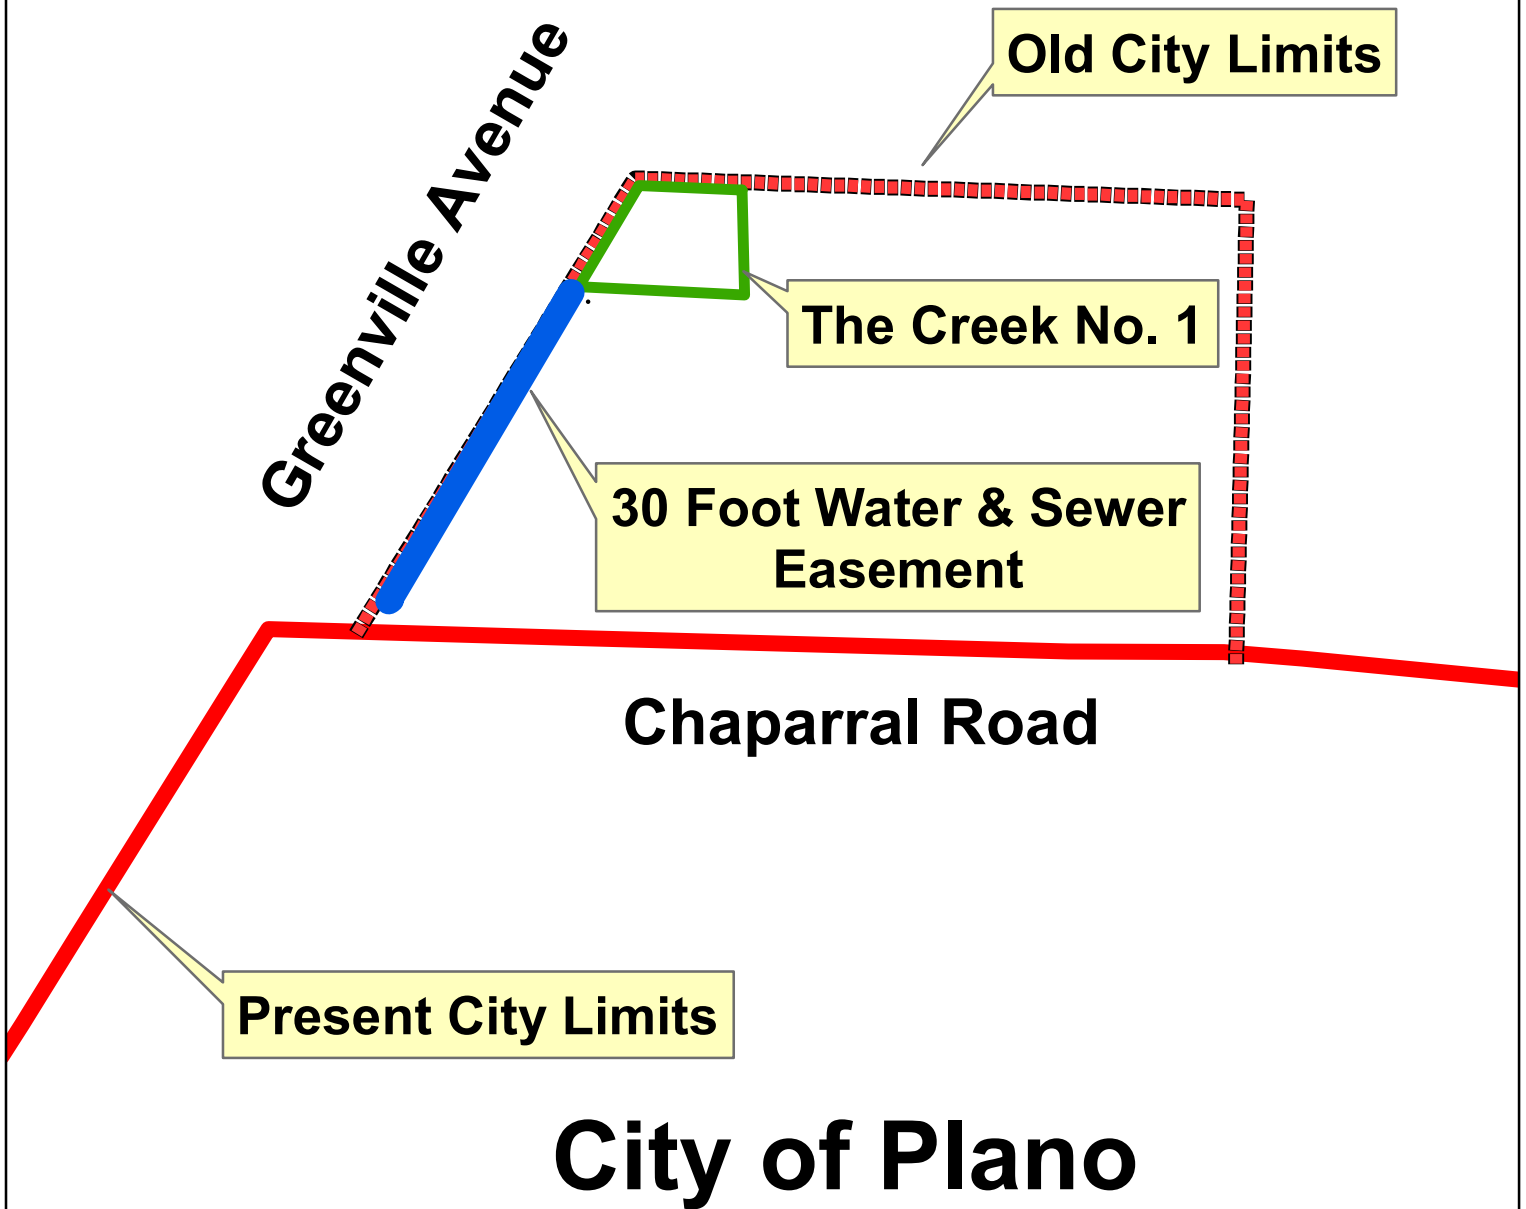 Old City Limits
Greenville Avenue
The Creek No. 1
30 Foot Water & Sewer
Easement
Chaparral Road
Present City Limits
City of Plano